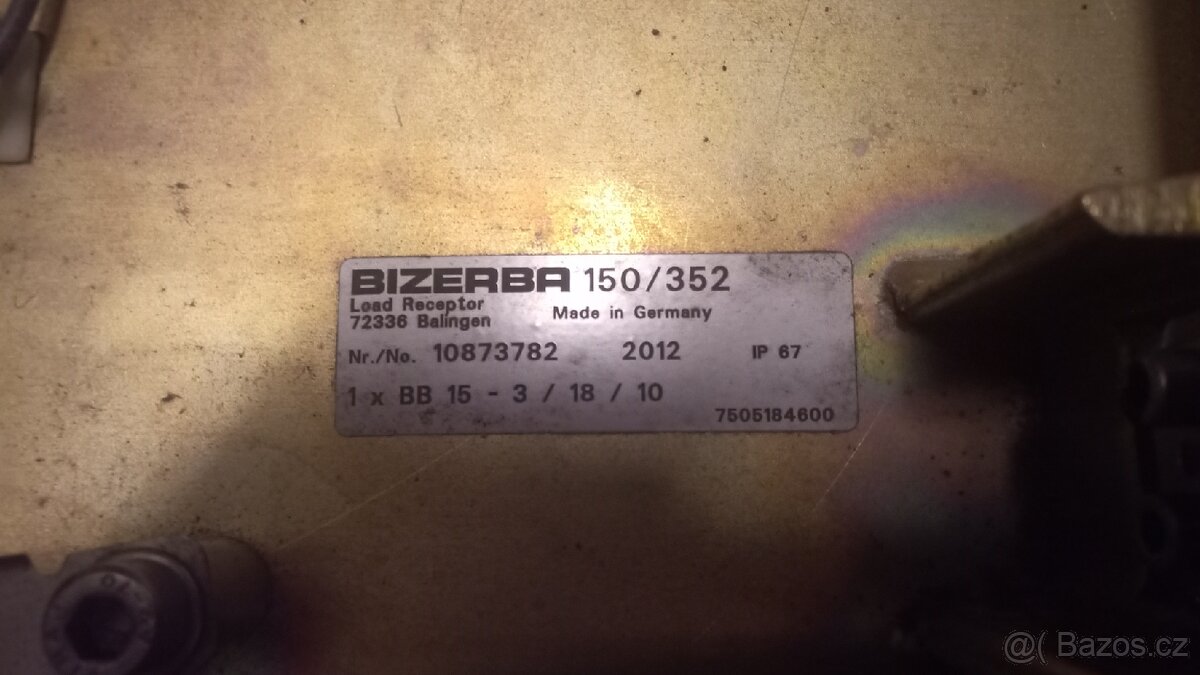 BIZERBA 150/352
Load Receptor
72336 Balingen Made in Germany
Nr./No. 10873782 2012 IP 67
1 x BB 15 - 3 / 18 / 10
7505184600
@( Bazos.cz